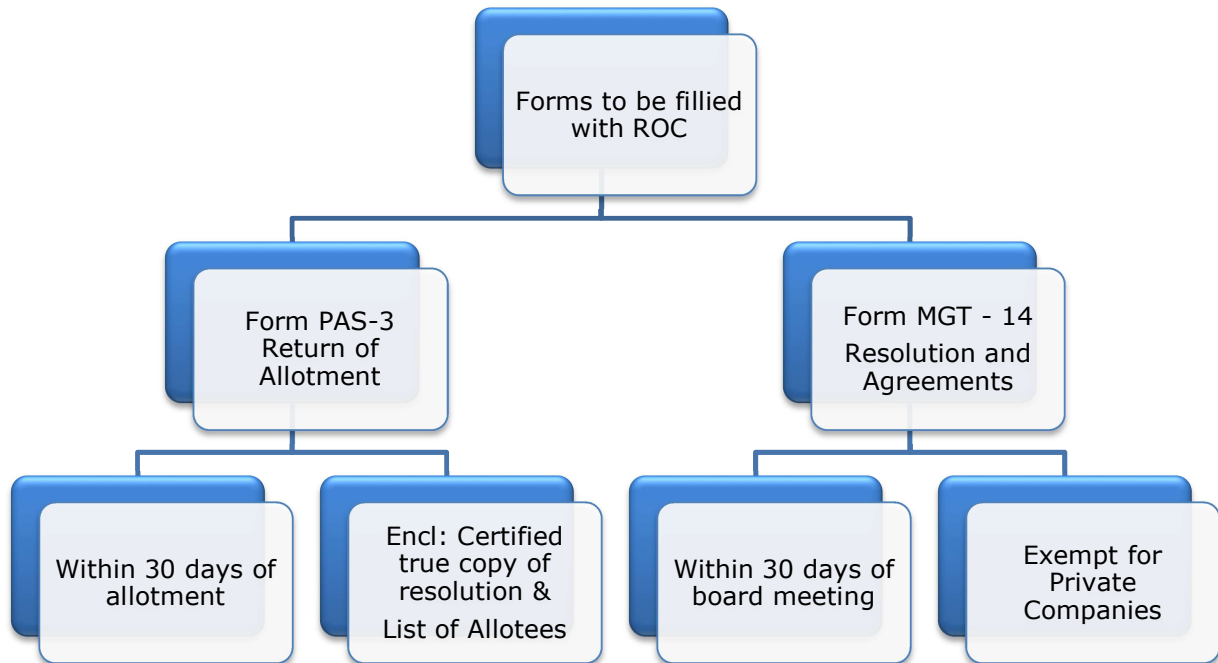 Forms to be fillied
with ROC
Form PAS-3
Return of
Allotment
Form MGT - 14
Resolution and
Agreements
Within 30 days of
allotment
Encl: Certified
true copy of
resolution &
List of Allotees
Within 30 days of
board meeting
Exempt for
Private
Companies